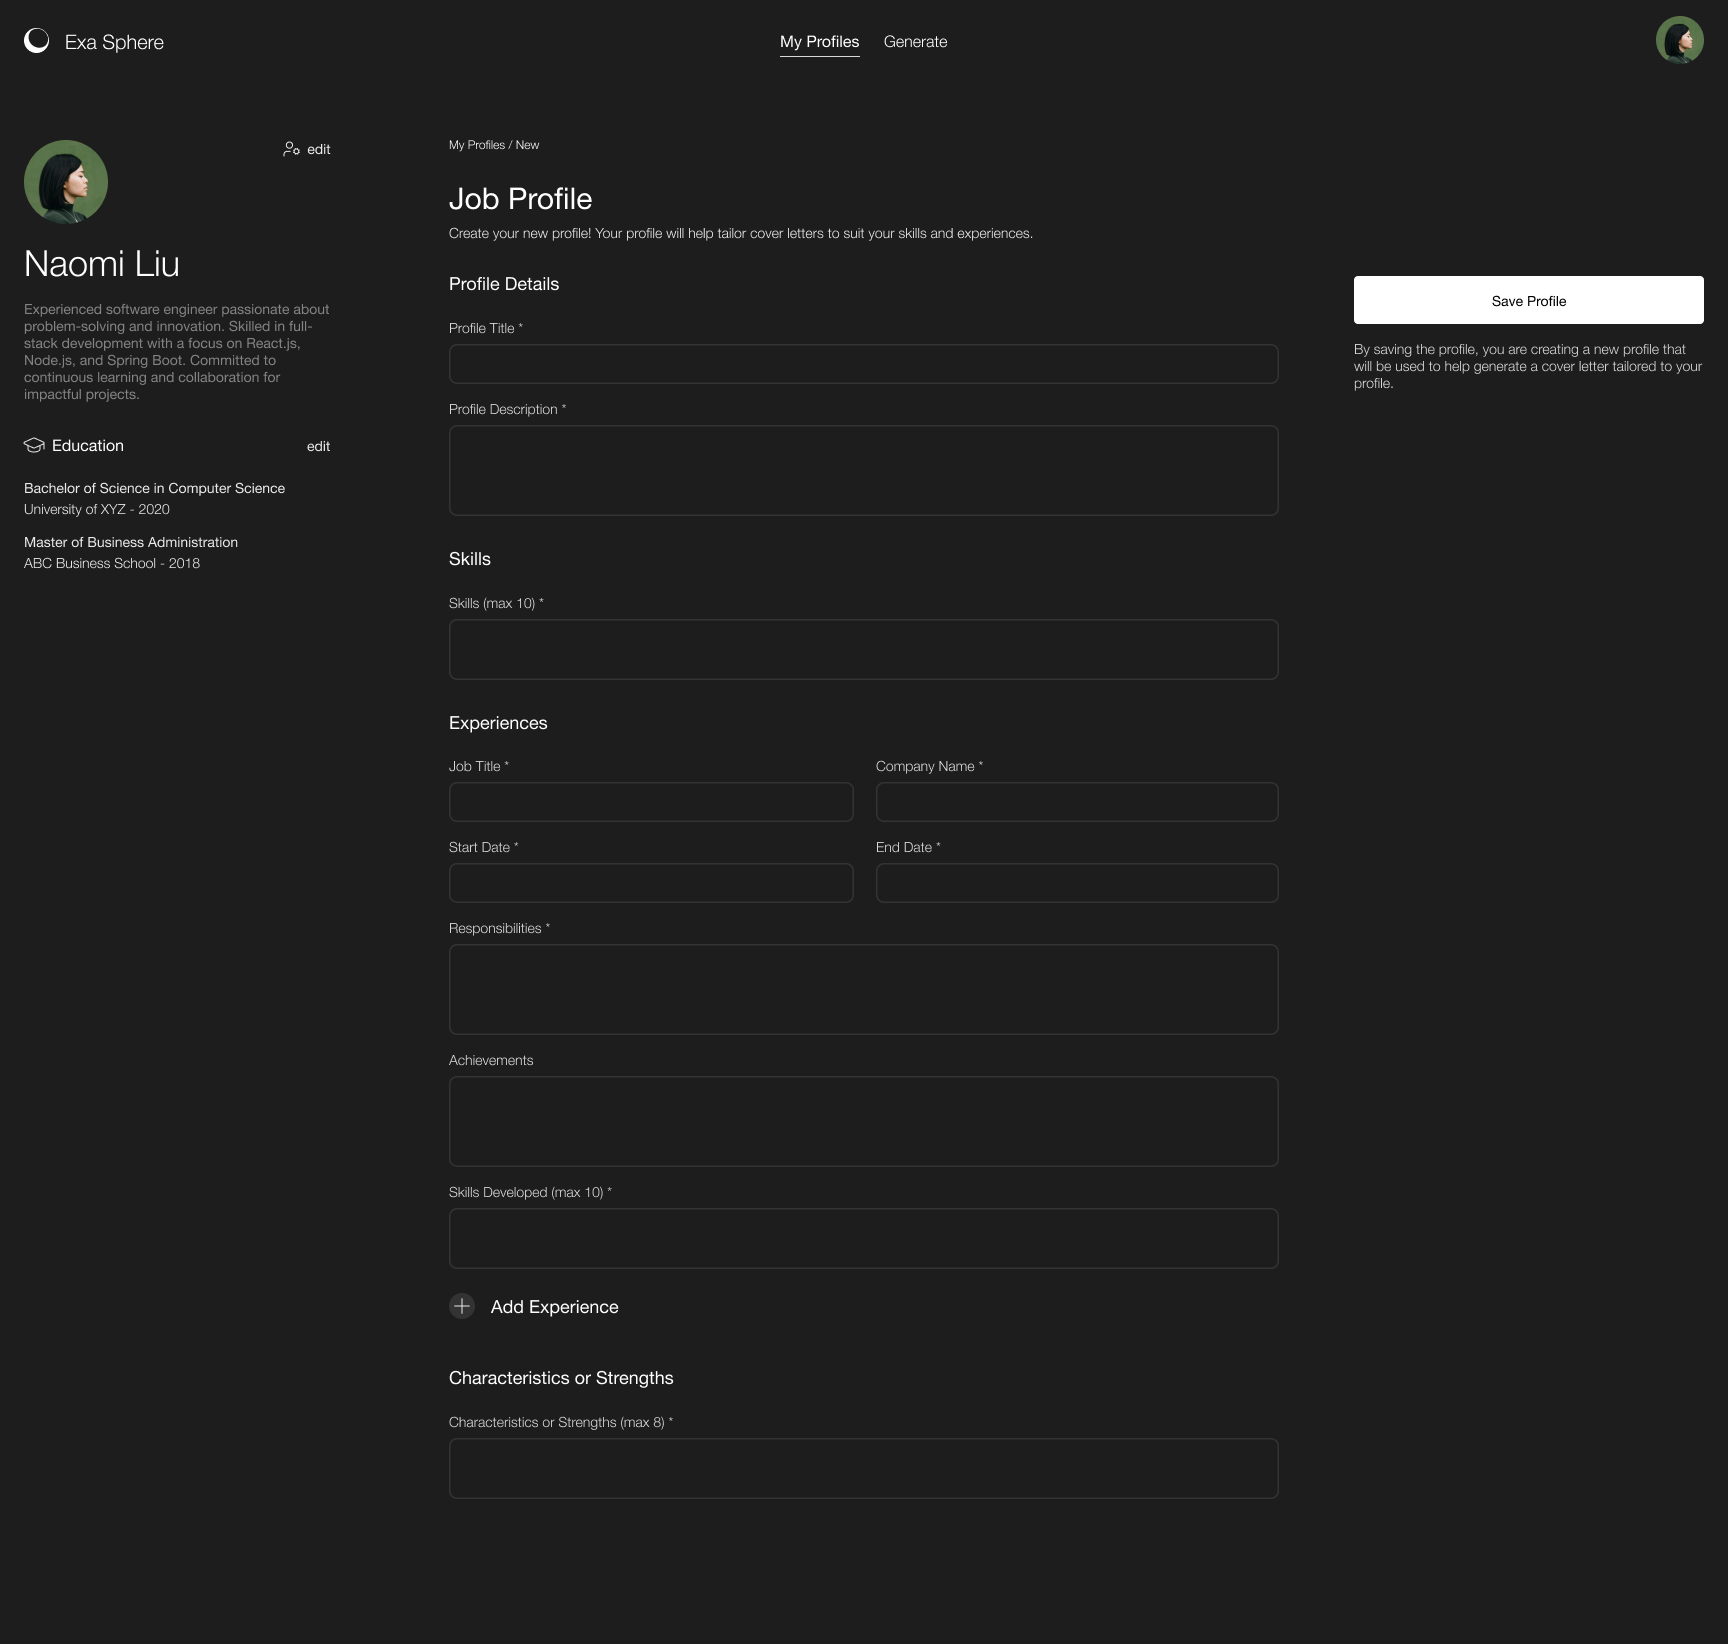 Exa Sphere
My Profiles
Generate
edit
Naomi Liu
Experienced software engineer passionate about
problem-solving and innovation. Skilled in full-
stack development with a focus on React.js,
Node.js, and Spring Boot. Committed to
continuous learning and collaboration for
impactful projects.
Education
edit
Bachelor of Science in Computer Science
University of XYZ - 2020
Master of Business Administration
ABC Business School - 2018
My Profiles / New
Job Profile
Create your new profile! Your profile will help tailor cover letters to suit your skills and experiences.
Profile Details
Profile Title *
Profile Description *
Skills
Skills (max 10) *
Experiences
Job Title *
Company Name *
Start Date *
End Date *
Responsibilities *
Achievements
Skills Developed (max 10) *
Add Experience
Characteristics or Strengths
Characteristics or Strengths (max 8) *
Save Profile
By saving the profile, you are creating a new profile that
will be used to help generate a cover letter tailored to your
profile.